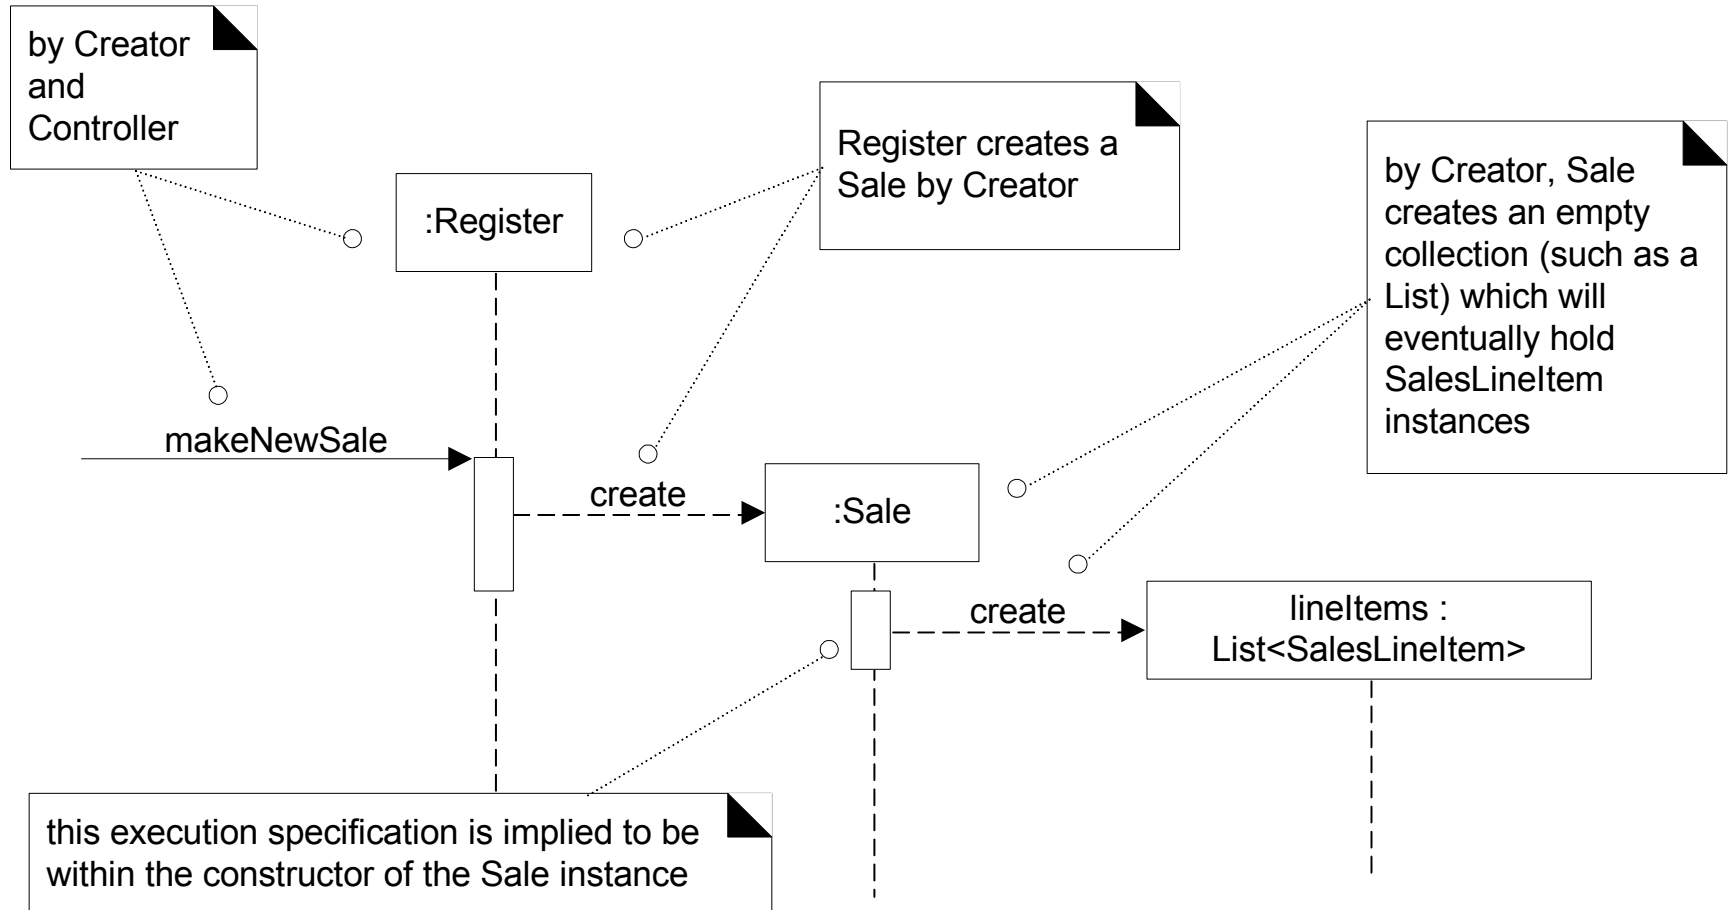 by Creator
and
Controller
:Register
Register creates a
Sale by Creator
by Creator, Sale
creates an empty
collection (such as a
List) which will
eventually hold
SalesLineItem
instances
makeNewSale
create
:Sale
create
lineItems :
List<SalesLineItem>
this execution specification is implied to be
within the constructor of the Sale instance